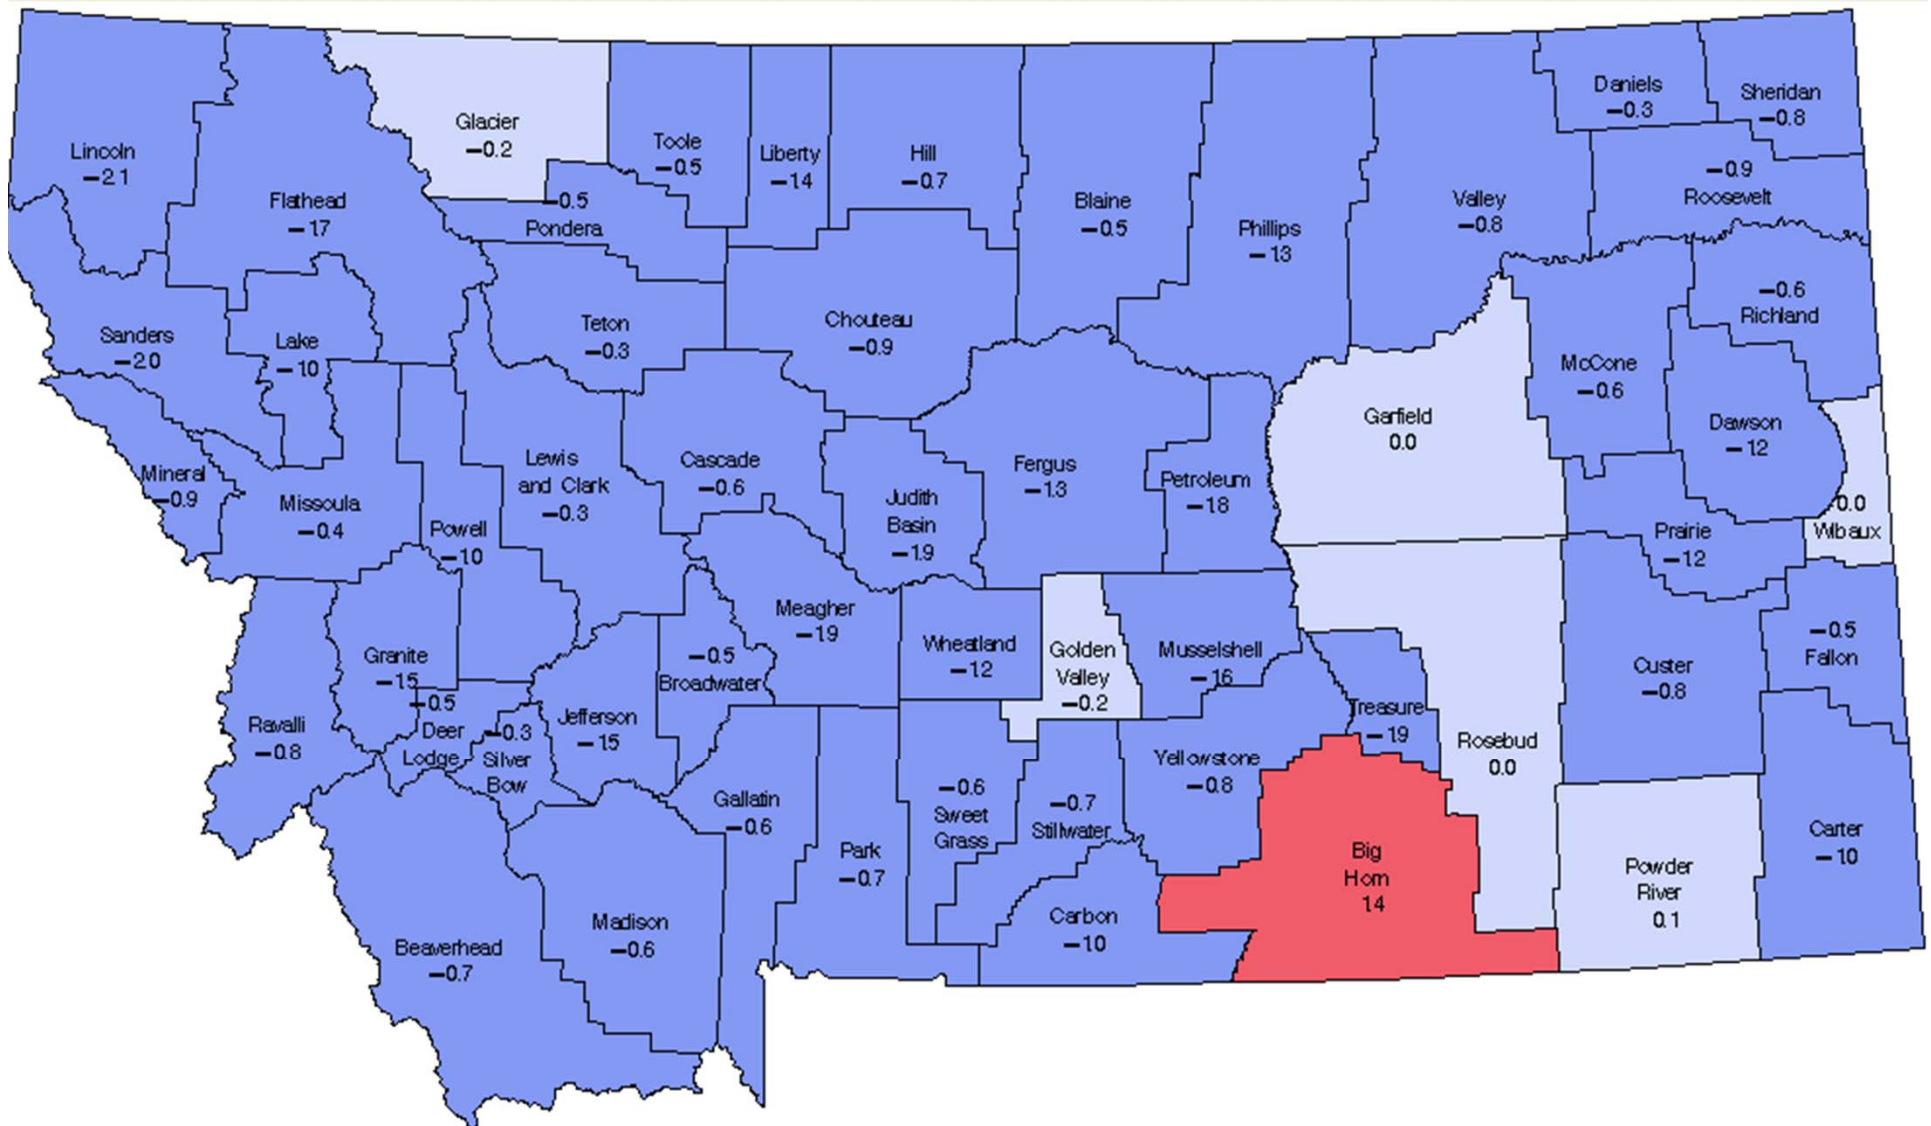 Lincoln
−2.1
Flathead
−1.7
Glacier
−0.2
Toole
−0.5
Liberty
−1.4
Hill
−0.7
Blaine
−0.5
Phillips
−1.3
Valley
−0.8
Daniels
−0.3
Sheridan
−0.8
−0.9
Roosevelt
−0.5
Pondera
Sanders
−2.0
Lake
−1.0
Teton
−0.3
Chouteau
−0.9
−0.6
Richland
McCone
−0.6
Garfield
0.0
Dawson
−1.2
0.0
Wibaux
Prairie
−1.2
Mineral
−0.9
Missoula
−0.4
Powell
−1.0
Lewis
and Clark
−0.3
Cascade
−0.6
Judith
Basin
−1.9
Fergus
−1.3
Petroleum
−1.8
Granite
−1.5
Meagher
−1.9
Wheatland
−1.2
Golden
Valley
−0.2
Musselshell
−1.6
−0.5
Broadwater
Custer
−0.8
−0.5
Fallon
Ravalli
−0.8
−0.5
Deer
Lodge
−0.3
Silver
Bow
Jefferson
−1.5
Gallatin
−0.6
Park
−0.7
−0.6
Sweet
Grass
−0.7
Stillwater
Yellowstone
−0.8
Treasure
−1.9
Rosebud
0.0
Beaverhead
−0.7
Madison
−0.6
Carbon
−1.0
Big
Horn
1.4
Powder
River
0.1
Carter
−1.0